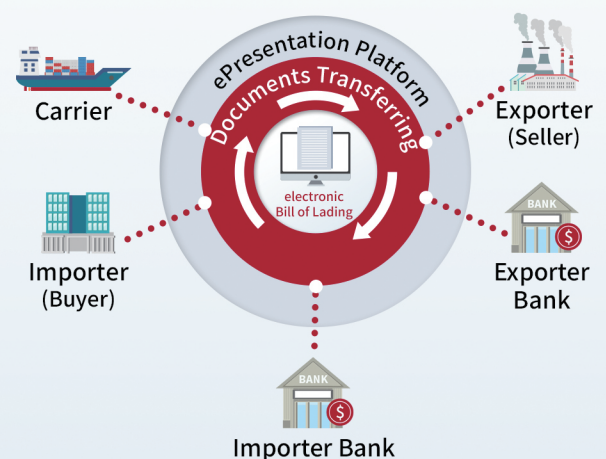 ePresentation Platform
Documents Transferring
electronic
Bill of Lading
Carrier
Exporter
(Seller)
Importer
(Buyer)
BANK
$
Exporter
Bank
BANK
$
Importer Bank